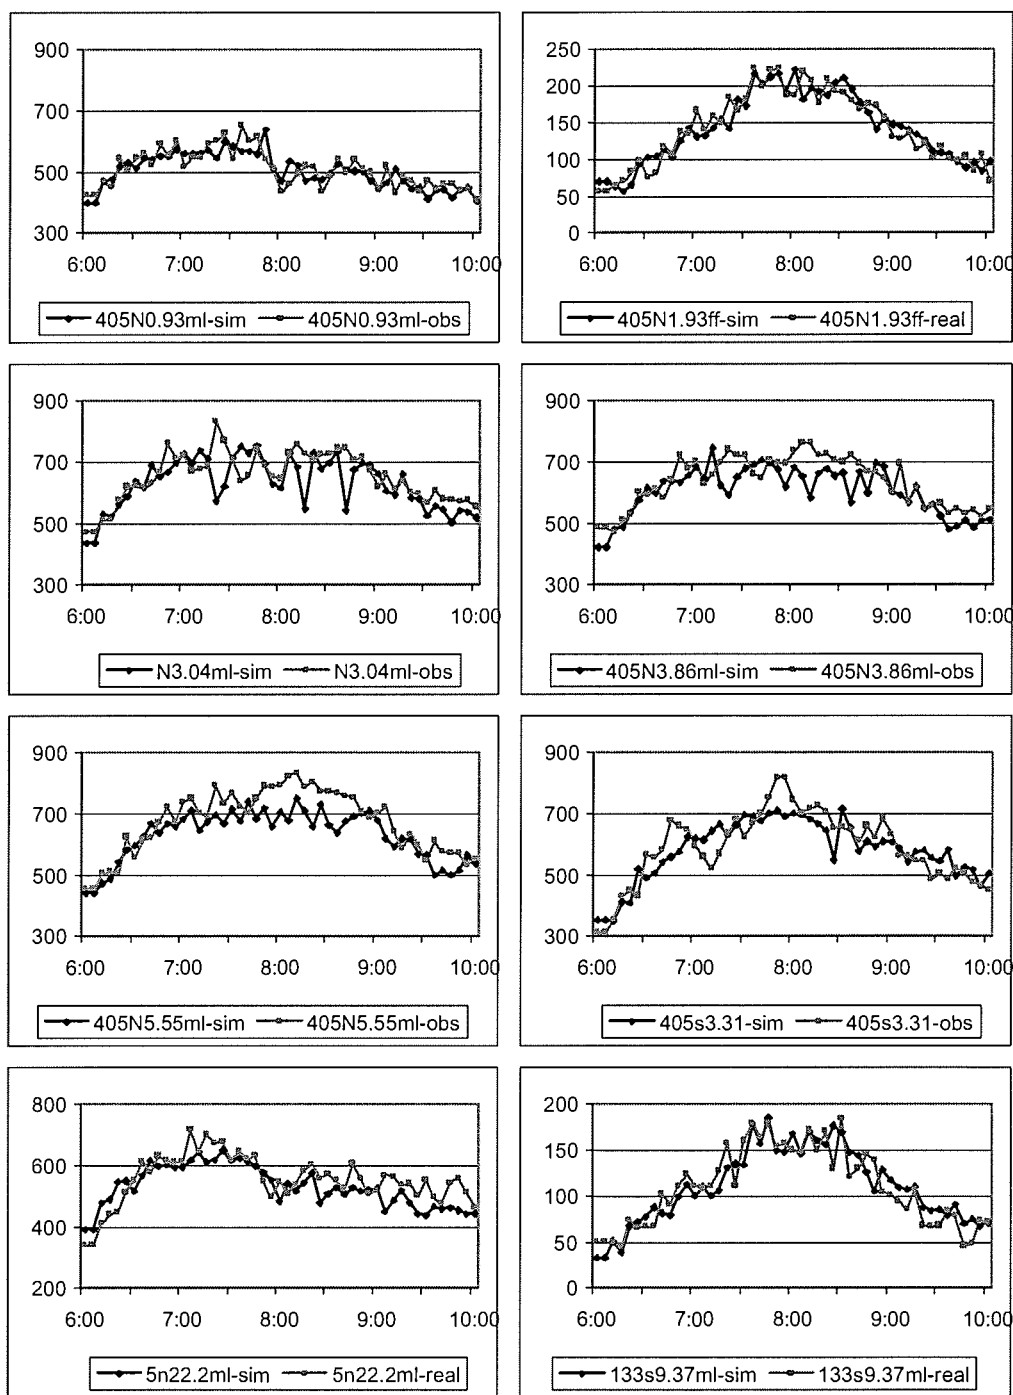 900
700
500
300
6:00 7:00 8:00 9:00 10:00
405N0.93ml-sim 405N0.93ml-obs
250
200
150
100
50
0
6:00 7:00 8:00 9:00 10:00
405N1.93ff-sim 405N1.93ff-real
900
700
500
300
6:00 7:00 8:00 9:00 10:00
N3.04ml-sim N3.04ml-obs
900
700
500
300
6:00 7:00 8:00 9:00 10:00
405N3.86ml-sim 405N3.86ml-obs
900
700
500
300
6:00 7:00 8:00 9:00 10:00
405N5.55ml-sim 405N5.55ml-obs
900
700
500
300
6:00 7:00 8:00 9:00 10:00
405s3.31-sim 405s3.31-obs
800
600
400
200
6:00 7:00 8:00 9:00 10:00
5n22.2ml-sim 5n22.2ml-real
200
150
100
50
0
6:00 7:00 8:00 9:00 10:00
133s9.37ml-sim 133s9.37ml-real